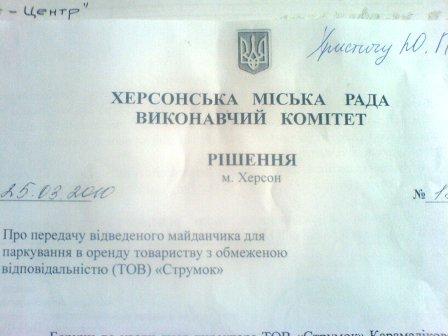 - Центр"
Христичу Ю.
ХЕРСОНСЬКА МІСЬКА РАДА
ВИКОНАВЧИЙ КОМІТЕТ
РІШЕННЯ
м. Херсон
25.03.2010
№
Про передачу відведеного майданчика для
паркування в оренду товариству з обмеженою
відповідальністю (ТОВ) «Струмок»